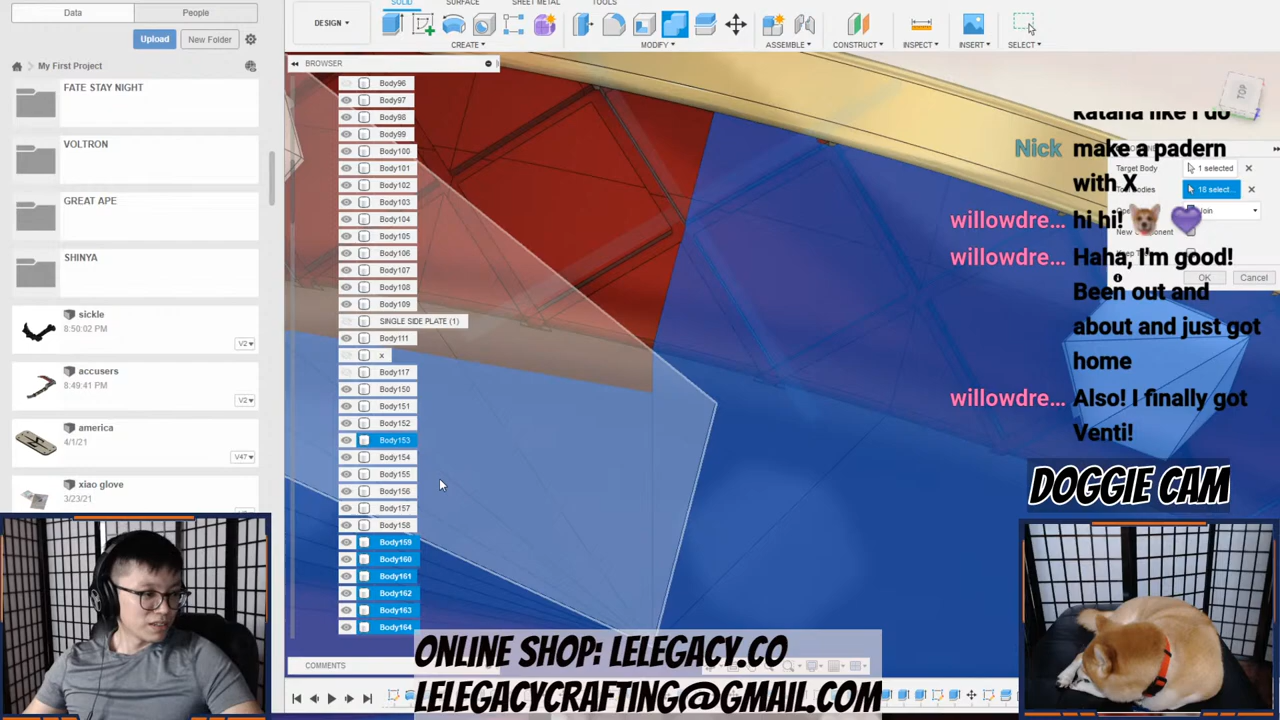 Data
People
Upload
New Folder
My First Project
FATE STAY NIGHT
VOLTRON
GREAT APE
SHINYA
sickle
8:50:02 PM
V2
accusers
8:49:41 PM
V2
america
4/1/21
V47
xiao glove
3/23/21
DESIGN
SOLID
SURFACE
SHEET METAL
TOOLS
CREATE
MODIFY
ASSEMBLE
CONSTRUCT
INSPECT
INSERT
SELECT
BROWSER
Body96
Body97
Body98
Body99
Body100
Body101
Body102
Body103
Body104
Body105
Body106
Body107
Body108
Body109
SINGLE SIDE PLATE (1)
Body111
x
Body117
Body150
Body151
Body152
Body153
Body154
Body155
Body156
Body157
Body158
Body159
Body160
Body161
Body162
Body163
Body164
COMMENTS
TOP
Target Body
1 selected
Bodies
18 select...
Join
OK
Cancel
katana like I do
Nick make a padern
with X
willowdre... hi hi!
willowdre... Haha, I'm good!
Been out and
about and just got
home
willowdre... Also! I finally got
Venti!
DOGGIE CAM
ONLINE SHOP: LELEGACY.CO
LELEGACYCRAFTING@GMAIL.COM